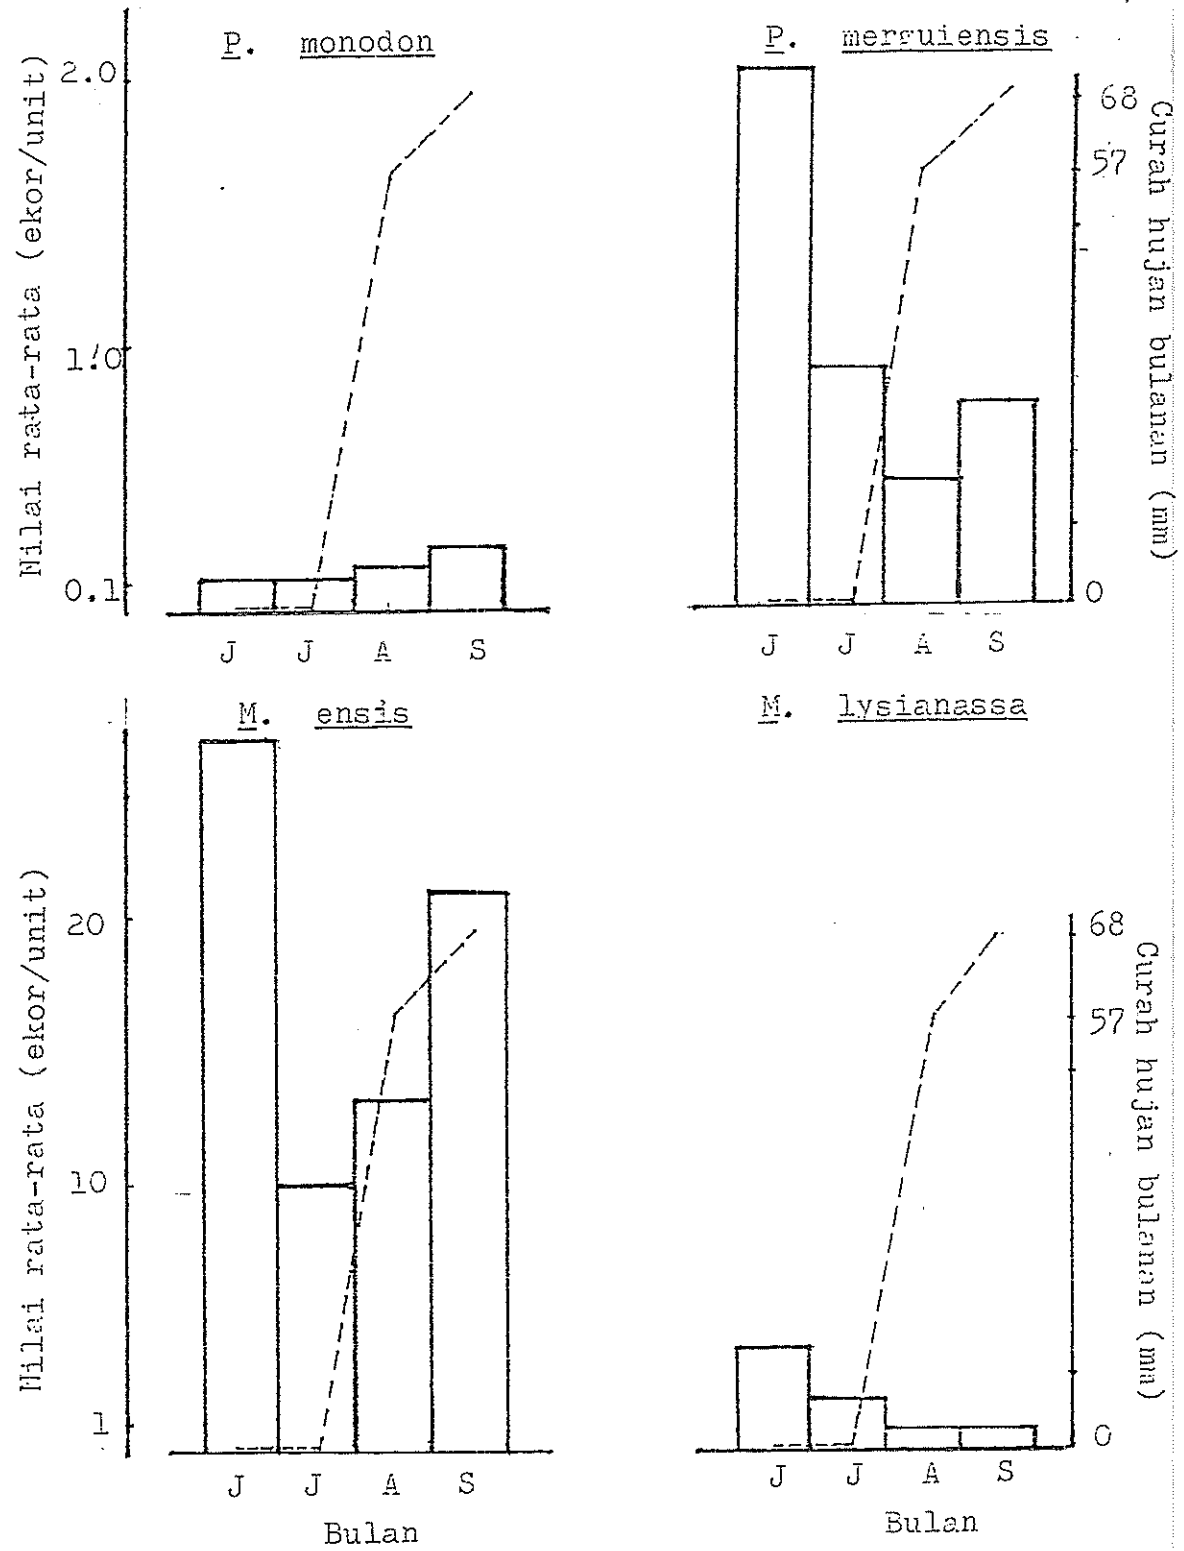 P. monodon
P. merguiensis
Nilai rata-rata (ekor/unit)
2.0
1.0
0.1
68
57
0
Curah hujan bulanan (mm)
J J A S
J J A S
M. ensis
M. lysianassa
Nilai rata-rata (ekor/unit)
20
10
1
68
57
0
Curah hujan bulanan (mm)
J J A S
J J A S
Bulan
Bulan